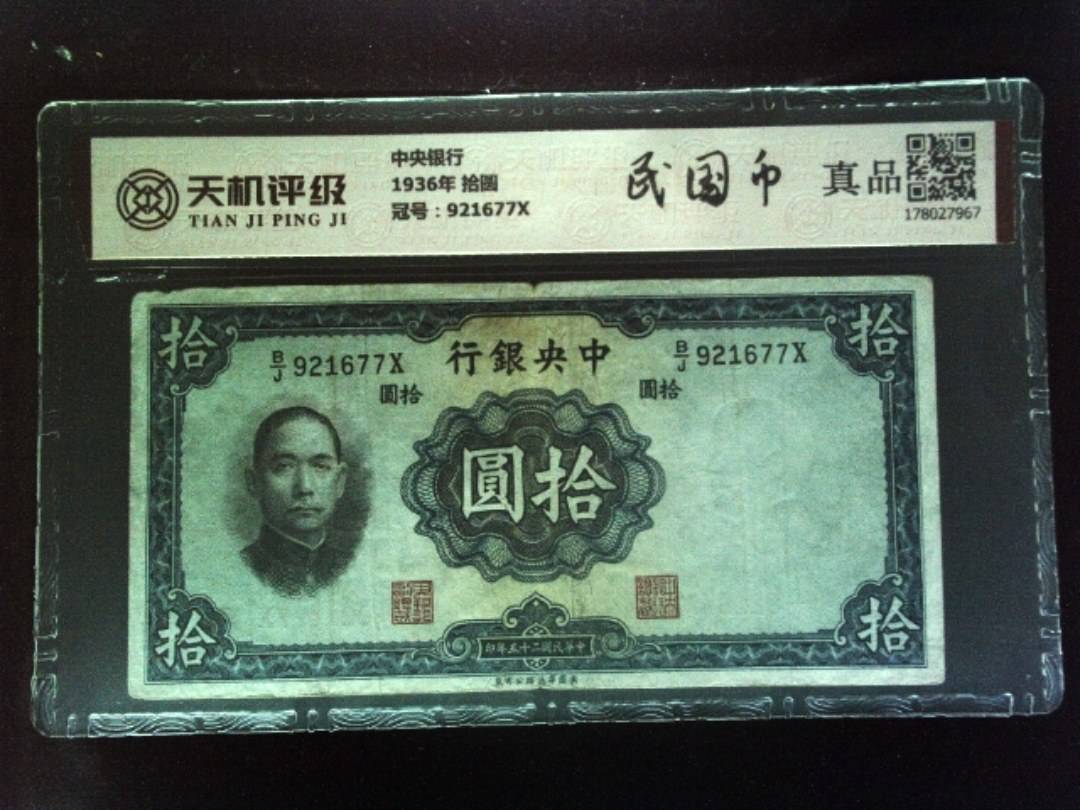 天机评级
TIAN JI PING JI
中央银行
1936年 拾圆
冠号：921677X
民国币
真品
178027967
拾
拾
B/J 921677X
行銀央中
B/J 921677X
圓拾
圓拾
圓拾
拾
拾
印年五十二國民華中